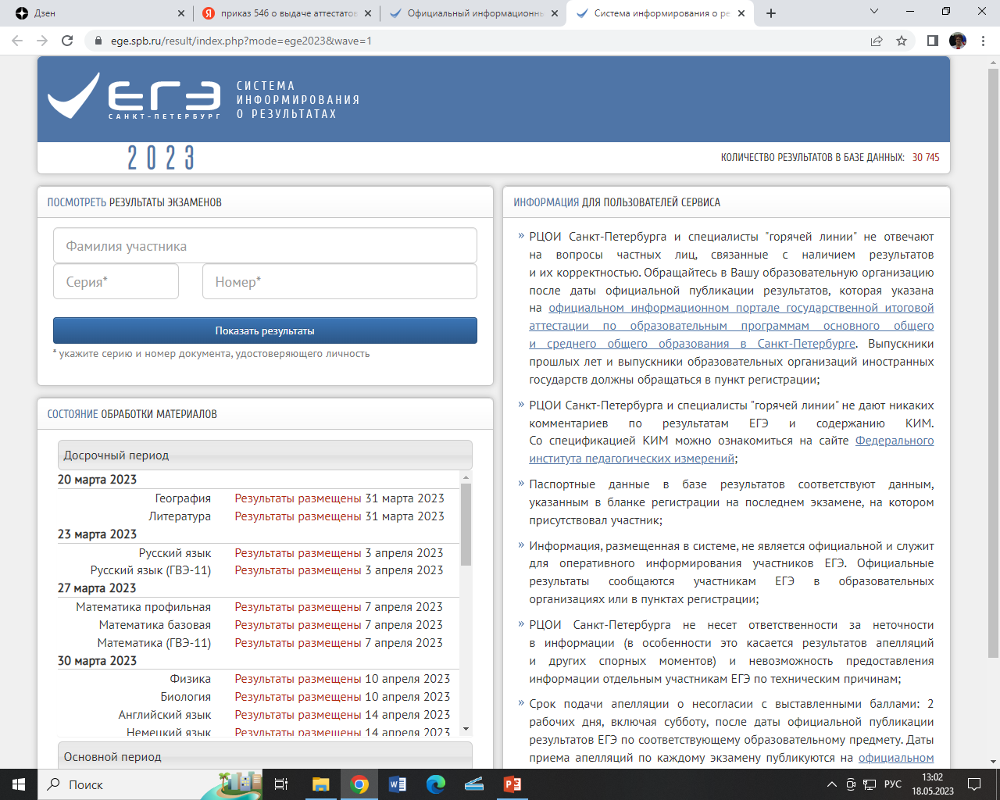 Дзен
приказ 546 о выдаче аттестатов
Официальный информационны
Система информирования о ре
ege.spb.ru/result/index.php?mode=ege2023&wave=1
ЕГЭ
САНКТ-ПЕТЕРБУРГ
СИСТЕМА
ИНФОРМИРОВАНИЯ
О РЕЗУЛЬТАТАХ
2023
КОЛИЧЕСТВО РЕЗУЛЬТАТОВ В БАЗЕ ДАННЫХ: 30 745
ПОСМОТРЕТЬ РЕЗУЛЬТАТЫ ЭКЗАМЕНОВ
Фамилия участника
Серия*
Номер*
Показать результаты
* укажите серию и номер документа, удостоверяющего личность
СОСТОЯНИЕ ОБРАБОТКИ МАТЕРИАЛОВ
Досрочный период
20 марта 2023
География Результаты размещены 31 марта 2023
Литература Результаты размещены 31 марта 2023
23 марта 2023
Русский язык Результаты размещены 3 апреля 2023
Русский язык (ГВЭ-11) Результаты размещены 3 апреля 2023
27 марта 2023
Математика профильная Результаты размещены 7 апреля 2023
Математика базовая Результаты размещены 7 апреля 2023
Математика (ГВЭ-11) Результаты размещены 7 апреля 2023
30 марта 2023
Физика Результаты размещены 10 апреля 2023
Биология Результаты размещены 10 апреля 2023
Английский язык Результаты размещены 14 апреля 2023
Немецкий язык Результаты размещены 14 апреля 2023
Основной период
ИНФОРМАЦИЯ ДЛЯ ПОЛЬЗОВАТЕЛЕЙ СЕРВИСА
» РЦОИ Санкт-Петербурга и специалисты "горячей линии" не отвечают
на вопросы частных лиц, связанные с наличием результатов
и их корректностью. Обращайтесь в Вашу образовательную организацию
после даты официальной публикации результатов, которая указана
на официальном информационном портале государственной итоговой
аттестации по образовательным программам основного общего
и среднего общего образования в Санкт-Петербурге. Выпускники
прошлых лет и выпускники образовательных организаций иностранных
государств должны обращаться в пункт регистрации;
» РЦОИ Санкт-Петербурга и специалисты "горячей линии" не дают никаких
комментариев по результатам ЕГЭ и содержанию КИМ.
Со спецификацией КИМ можно ознакомиться на сайте Федерального
института педагогических измерений;
» Паспортные данные в базе результатов соответствуют данным,
указанным в бланке регистрации на последнем экзамене, на котором
присутствовал участник;
» Информация, размещенная в системе, не является официальной и служит
для оперативного информирования участников ЕГЭ. Официальные
результаты сообщаются участникам ЕГЭ в образовательных
организациях или в пунктах регистрации;
» РЦОИ Санкт-Петербурга не несет ответственности за неточности
в информации (в особенности это касается результатов апелляций
и других спорных моментов) и невозможность предоставления
информации отдельным участникам ЕГЭ по техническим причинам;
» Срок подачи апелляции о несогласии с выставленными баллами: 2
рабочих дня, включая субботу, после даты официальной публикации
результатов ЕГЭ по соответствующему образовательному предмету. Даты
приема апелляций по каждому экзамену публикуются на официальном
Поиск
РУС
13:02
18.05.2023